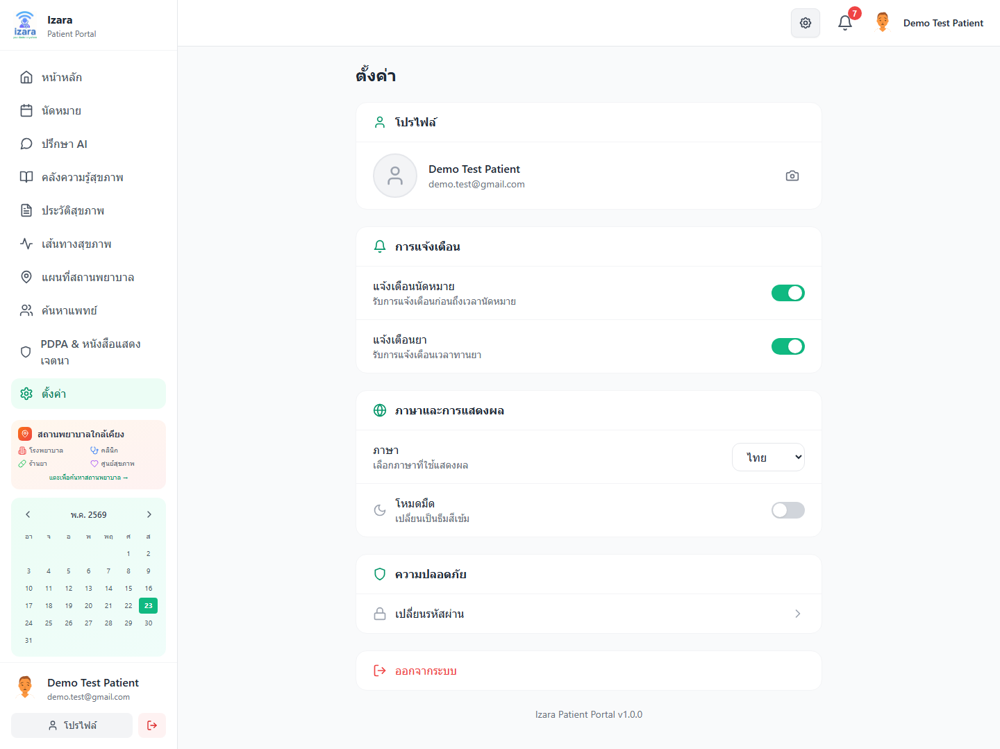 izara
Izara
Patient Portal
หน้าหลัก
นัดหมาย
ปรึกษา AI
คลังความรู้สุขภาพ
ประวัติสุขภาพ
เส้นทางสุขภาพ
แผนที่สถานพยาบาล
ค้นหาแพทย์
PDPA & หนังสือแสดง
เจตนา
ตั้งค่า
สถานพยาบาลใกล้เคียง
โรงพยาบาล คลินิก
ร้านยา ศูนย์สุขภาพ
แตะเพื่อค้นหาสถานพยาบาล →
พ.ค. 2569
อา จ อ พ พฤ ศ ส
1 2
3 4 5 6 7 8 9
10 11 12 13 14 15 16
17 18 19 20 21 22 23
24 25 26 27 28 29 30
31
Demo Test Patient
demo.test@gmail.com
โปรไฟล์
7
Demo Test Patient
ตั้งค่า
โปรไฟล์
Demo Test Patient
demo.test@gmail.com
การแจ้งเตือน
แจ้งเตือนนัดหมาย
รับการแจ้งเตือนก่อนถึงเวลานัดหมาย
แจ้งเตือนยา
รับการแจ้งเตือนเวลาทานยา
ภาษาและการแสดงผล
ภาษา
เลือกภาษาที่ใช้แสดงผล
ไทย
โหมดมืด
เปลี่ยนเป็นธีมสีเข้ม
ความปลอดภัย
เปลี่ยนรหัสผ่าน
ออกจากระบบ
Izara Patient Portal v1.0.0